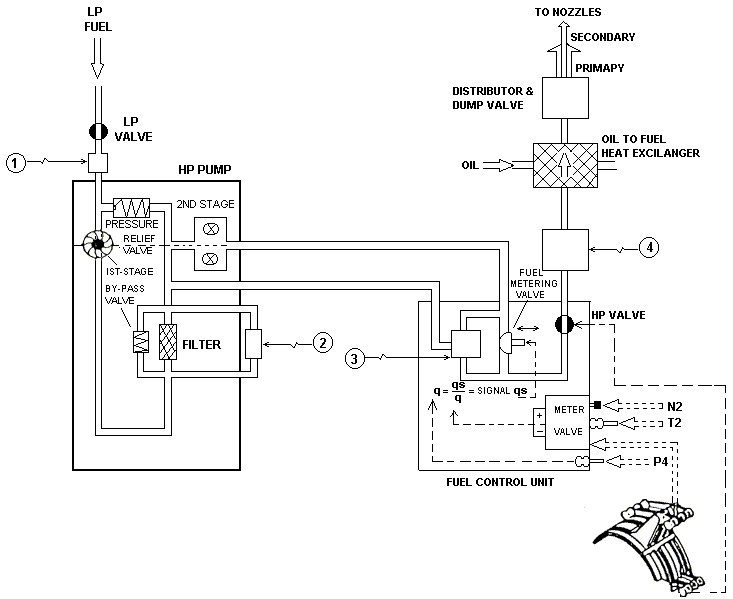 LP
FUEL
TO NOZZLES
SECONDARY
PRIMAPY
DISTRIBUTOR &
DUMP VALVE
LP
VALVE
1
HP PUMP
OIL TO FUEL
HEAT EXCILANGER
OIL
2ND STAGE
PRESSURE
RELIEF
VALVE
IST-STAGE
BY-PASS
VALVE
4
FUEL
METERING
VALVE
HP VALVE
FILTER
2
3
q = qs/q = SIGNAL qs
METER
VALVE
+
–
N2
T2
P4
FUEL CONTROL UNIT